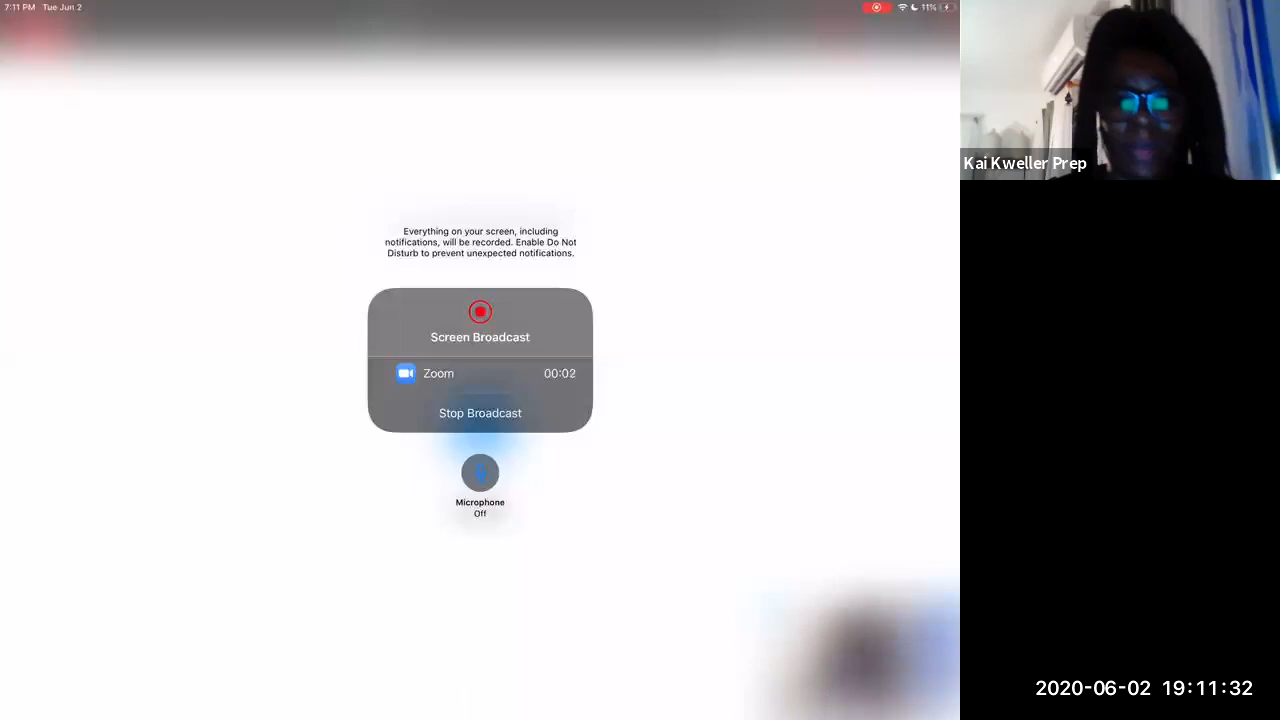 7:11 PM Tue Jun 2
11%
Everything on your screen, including
notifications, will be recorded. Enable Do Not
Disturb to prevent unexpected notifications.
Screen Broadcast
Zoom 00:02
Stop Broadcast
Microphone
Off
Kai Kweller Prep
2020-06-02 19:11:32